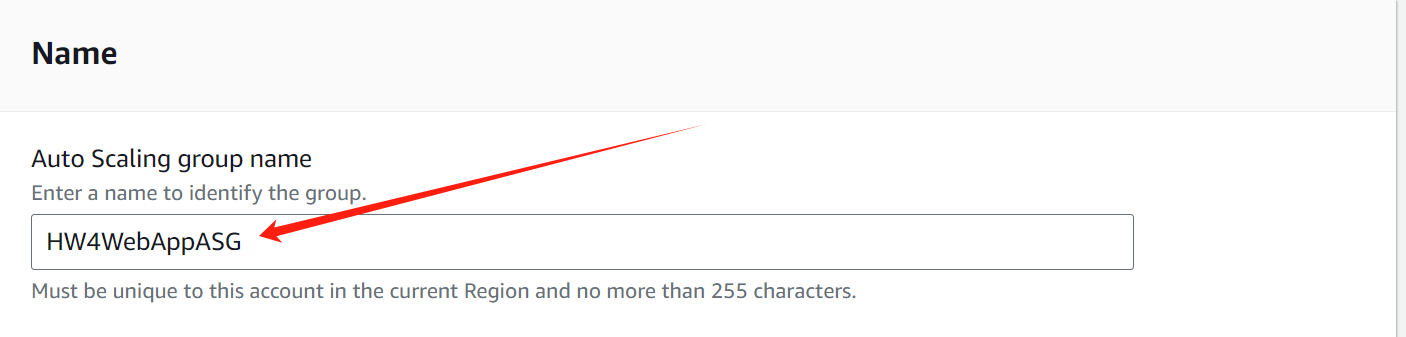 Name
Auto Scaling group name
Enter a name to identify the group.
HW4WebAppASG
Must be unique to this account in the current Region and no more than 255 characters.